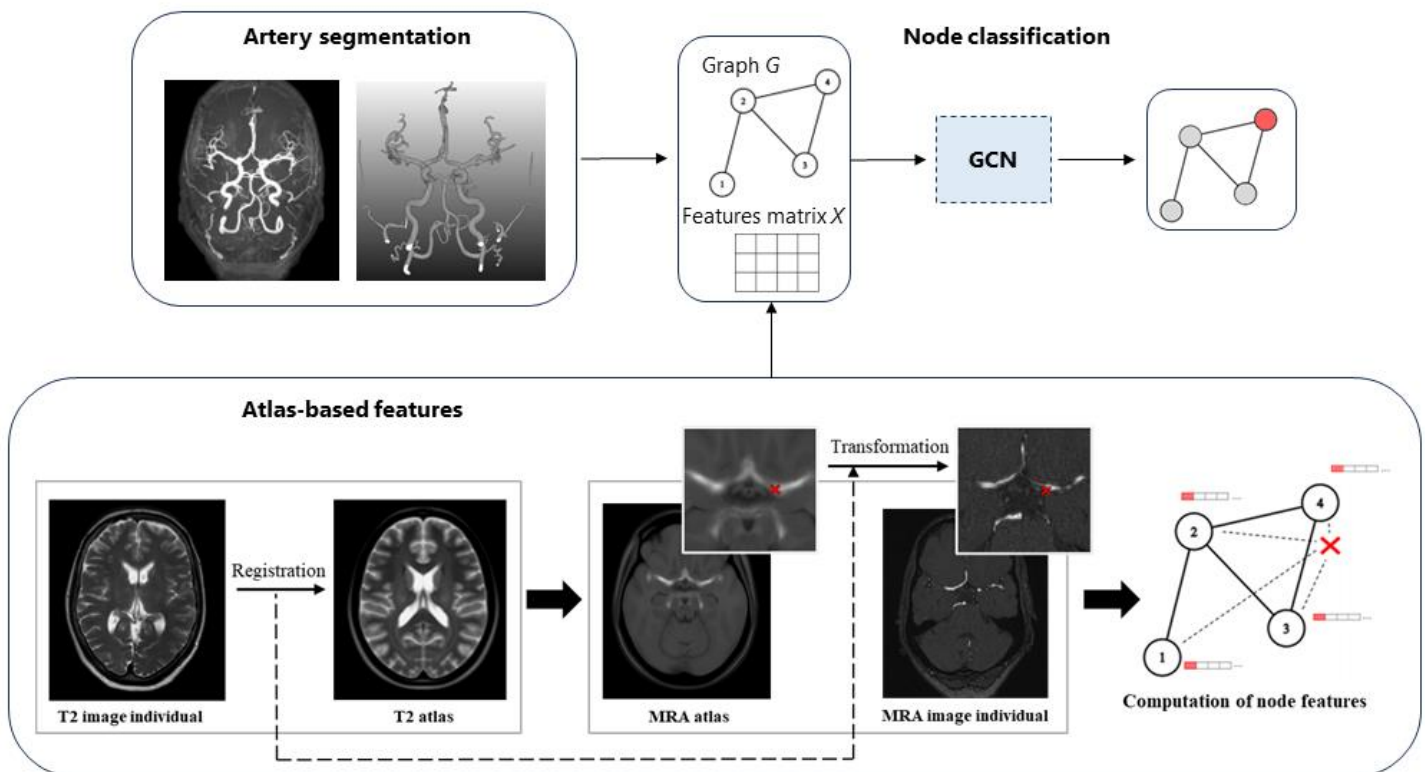 Artery segmentation
Graph G
4
2
3
1
Features matrix X
Node classification
GCN
Atlas-based features
Registration
T2 image individual
T2 atlas
Transformation
MRA atlas
MRA image individual
4
2
3
1
Computation of node features